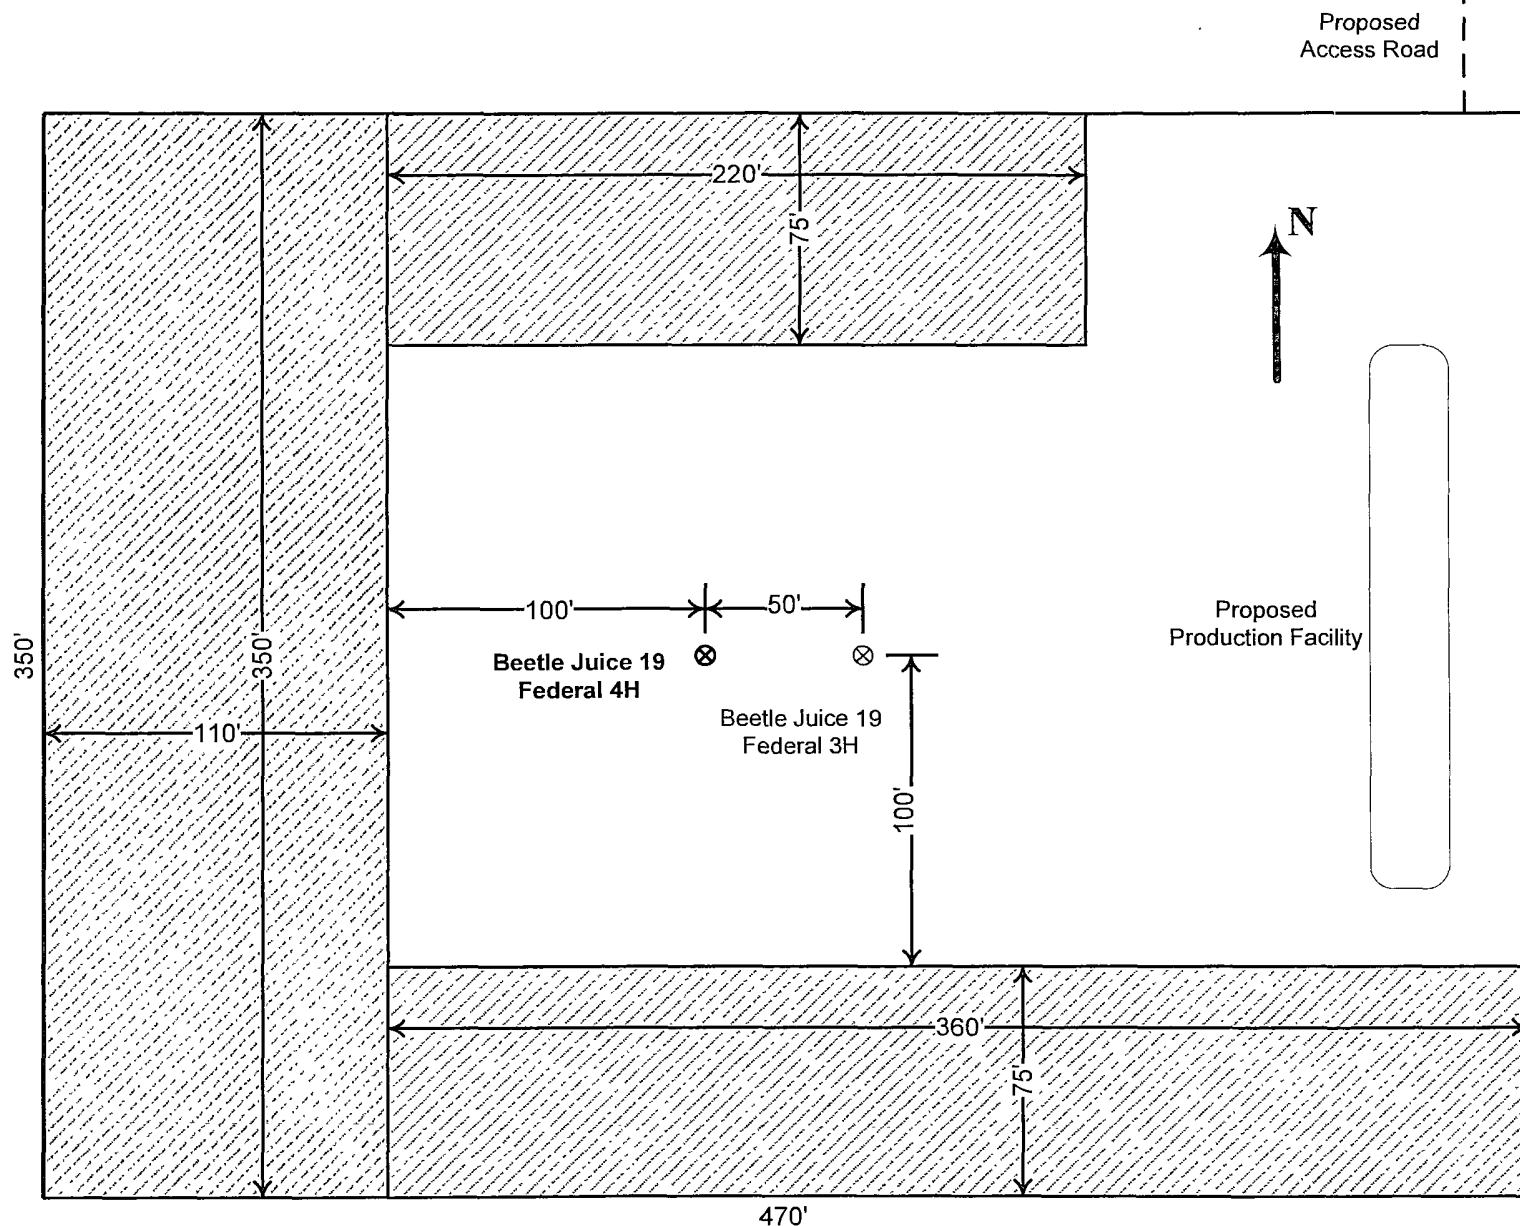 Proposed
Access Road
220'
75'
N
100'
50'
350'
350'
Proposed
Production Facility
Beetle Juice 19
Federal 4H
Beetle Juice 19
Federal 3H
110'
100'
360'
75'
470'